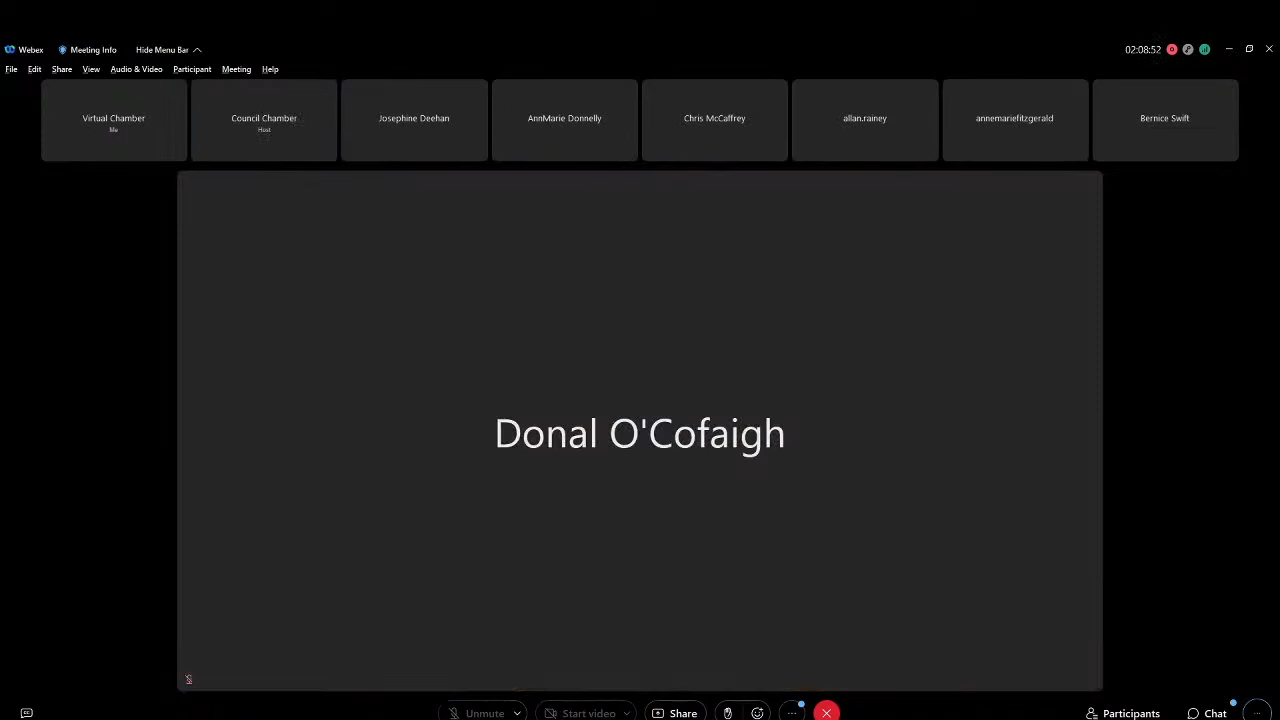 Webex Meeting Info Hide Menu Bar 02:08:52
File Edit Share View Audio & Video Participant Meeting Help
Virtual Chamber
Me
Council Chamber
Host
Josephine Deehan
AnnMarie Donnelly
Chris McCaffrey
allan.rainey
annemariefitzgerald
Bernice Swift
Donal O'Cofaigh
Unmute Start video Share Participants Chat